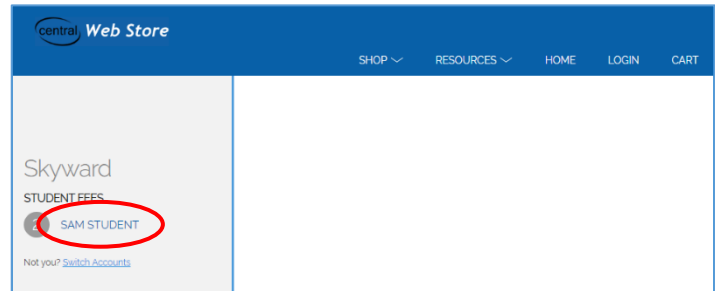 central Web Store
SHOP RESOURCES HOME LOGIN CART
Skyward
STUDENT FEES
2 SAM STUDENT
Not you? Switch Accounts